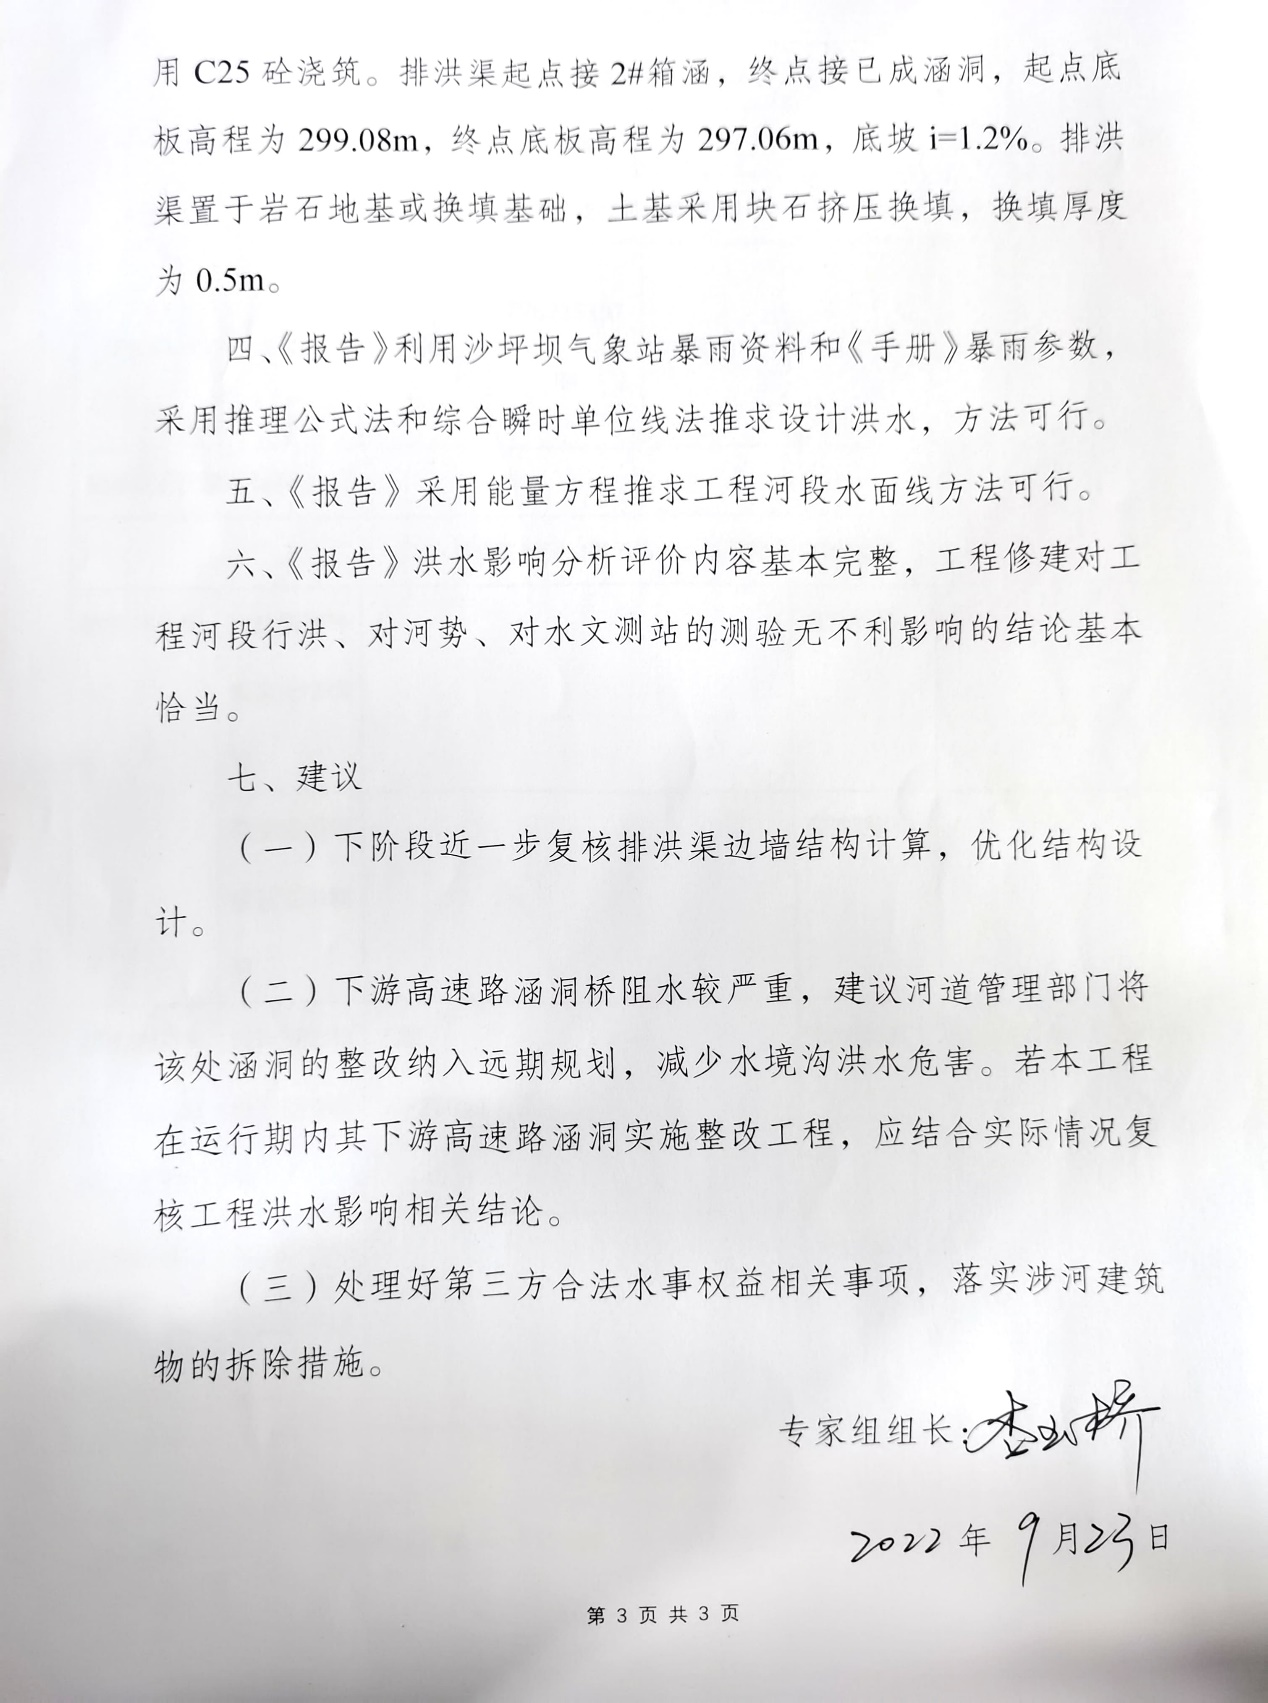 用 C25 砼浇筑。排洪渠起点接 2#箱涵，终点接已成涵洞，起点底
板高程为 299.08m，终点底板高程为 297.06m，底坡 i=1.2%。排洪
渠置于岩石地基或换填基础，土基采用块石挤压换填，换填厚度
为 0.5m。
四、《报告》利用沙坪坝气象站暴雨资料和《手册》暴雨参数，
采用推理公式法和综合瞬时单位线法推求设计洪水，方法可行。
五、《报告》采用能量方程推求工程河段水面线方法可行。
六、《报告》洪水影响分析评价内容基本完整，工程修建对工
程河段行洪、对河势、对水文测站的测验无不利影响的结论基本
恰当。
七、建议
（一）下阶段近一步复核排洪渠边墙结构计算，优化结构设
计。
（二）下游高速路涵洞桥阻水较严重，建议河道管理部门将
该处涵洞的整改纳入远期规划，减少水境沟洪水危害。若本工程
在运行期内其下游高速路涵洞实施整改工程，应结合实际情况复
核工程洪水影响相关结论。
（三）处理好第三方合法水事权益相关事项，落实涉河建筑
物的拆除措施。
专家组组长：
2022 年 9 月 23 日
第 3 页 共 3 页